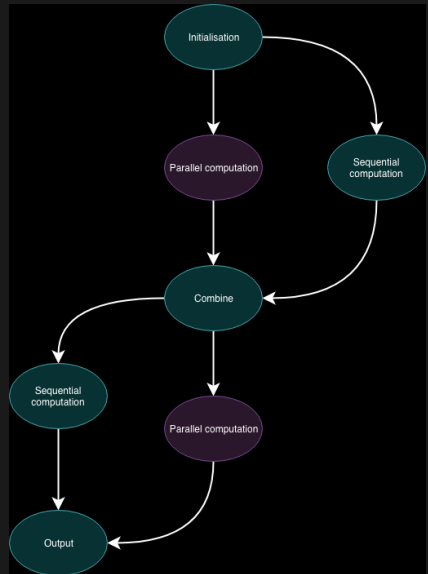 Initialisation
Parallel computation
Sequential
computation
Combine
Sequential
computation
Parallel computation
Output